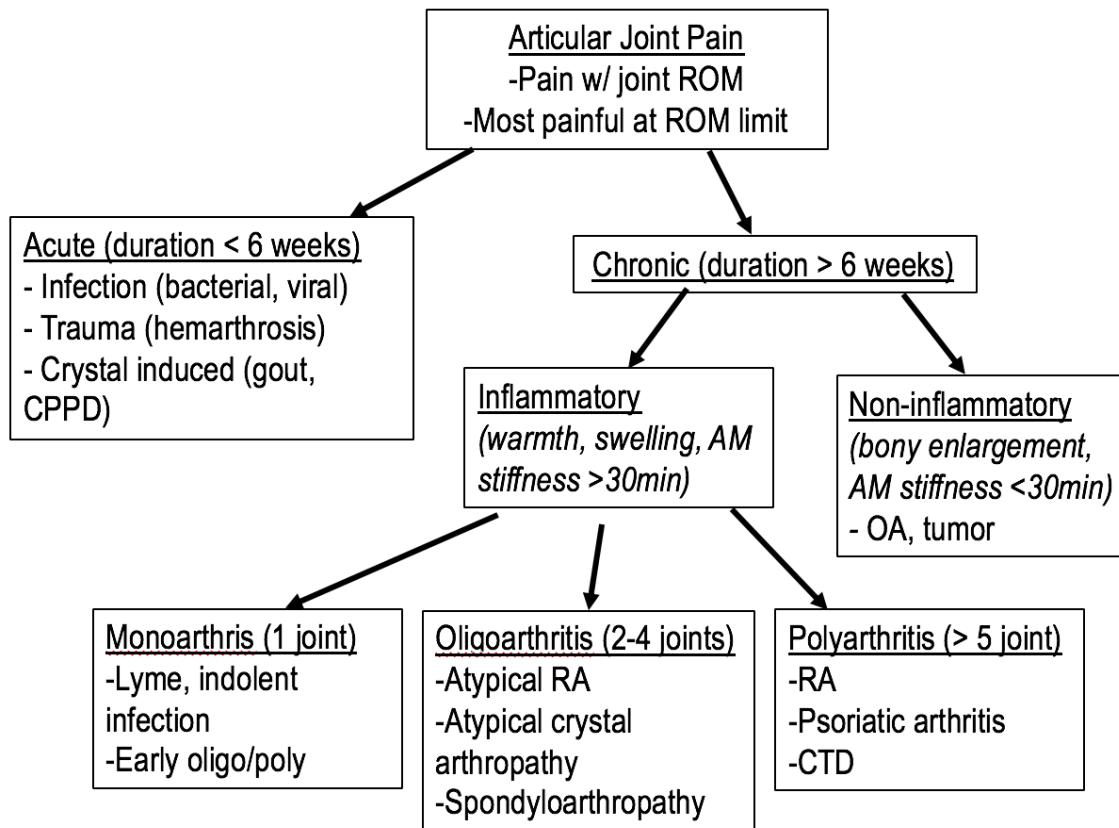 Articular Joint Pain
-Pain w/ joint ROM
-Most painful at ROM limit
Acute (duration < 6 weeks)
- Infection (bacterial, viral)
- Trauma (hemarthrosis)
- Crystal induced (gout,
CPPD)
Chronic (duration > 6 weeks)
Inflammatory
(warmth, swelling, AM
stiffness >30min)
Non-inflammatory
(bony enlargement,
AM stiffness <30min)
- OA, tumor
Monoarthris (1 joint)
-Lyme, indolent
infection
-Early oligo/poly
Oligoarthritis (2-4 joints)
-Atypical RA
-Atypical crystal
arthropathy
-Spondyloarthropathy
Polyarthritis (> 5 joint)
-RA
-Psoriatic arthritis
-CTD